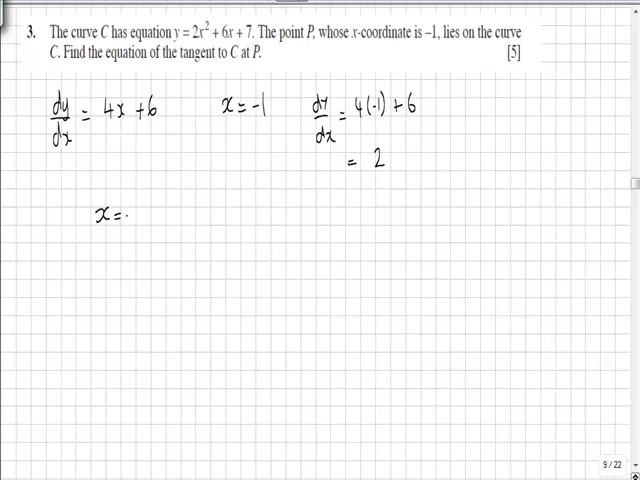 3. The curve C has equation y = 2x² + 6x + 7. The point P, whose x-coordinate is –1, lies on the curve
C. Find the equation of the tangent to C at P. [5]
dy/dx = 4x + 6 x = -1 dy/dx = 4(-1) + 6
= 2
x =
9 / 22